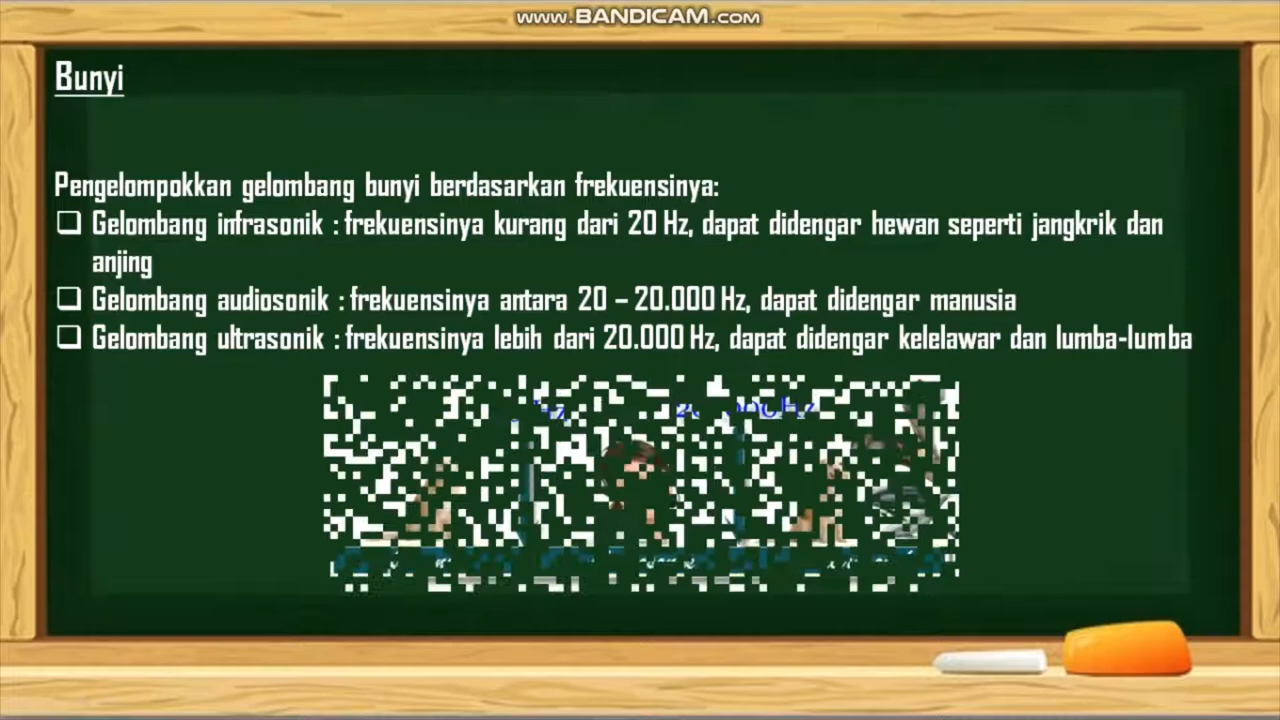 www.BANDICAM.com
Bunyi
Pengelompokkan gelombang bunyi berdasarkan frekuensinya:
❑ Gelombang infrasonik : frekuensinya kurang dari 20 Hz, dapat didengar hewan seperti jangkrik dan
anjing
❑ Gelombang audiosonik : frekuensinya antara 20 – 20.000 Hz, dapat didengar manusia
❑ Gelombang ultrasonik : frekuensinya lebih dari 20.000 Hz, dapat didengar kelelawar dan lumba-lumba